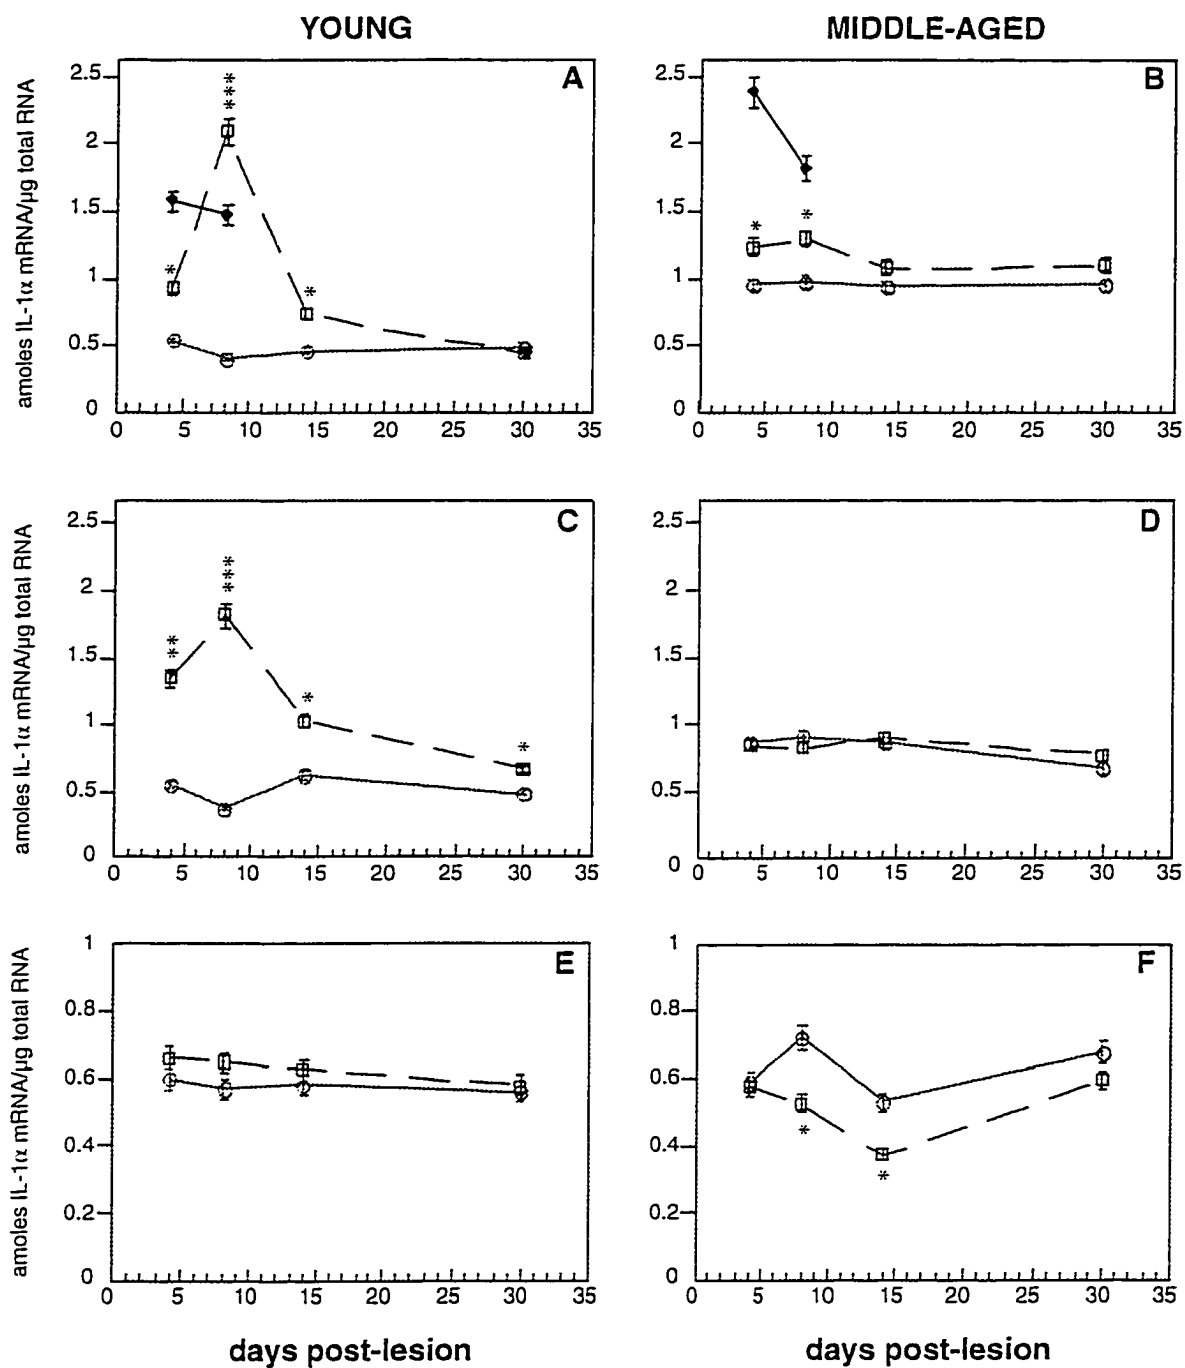 YOUNG
MIDDLE-AGED
amoles IL-1α mRNA/μg total RNA
2.5
2
1.5
1
0.5
0
A
***
*
*
0 5 10 15 20 25 30 35
2.5
2
1.5
1
0.5
0
B
*
*
0 5 10 15 20 25 30 35
amoles IL-1α mRNA/μg total RNA
2.5
2
1.5
1
0.5
0
C
**
***
*
*
0 5 10 15 20 25 30 35
2.5
2
1.5
1
0.5
0
D
0 5 10 15 20 25 30 35
amoles IL-1α mRNA/μg total RNA
1
0.8
0.6
0.4
0.2
0
E
0 5 10 15 20 25 30 35
1
0.8
0.6
0.4
0.2
0
F
*
*
0 5 10 15 20 25 30 35
days post-lesion
days post-lesion